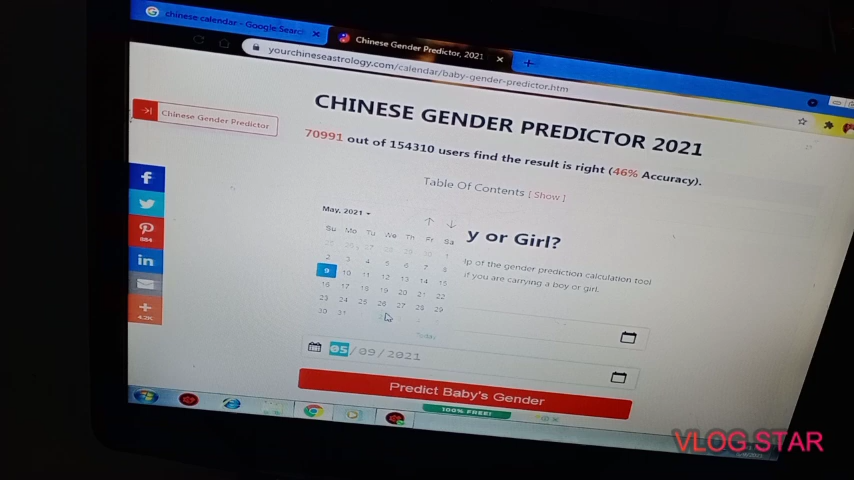 chinese calendar - Google Searc
Chinese Gender Predictor, 2021
yourchineseastrology.com/calendar/baby-gender-predictor.htm
Chinese Gender Predictor
CHINESE GENDER PREDICTOR 2021
70991 out of 154310 users find the result is right (46% Accuracy).
Table Of Contents [ Show ]
May, 2021
y or Girl?
Su Mo Tu We Th Fr Sa
lp of the gender prediction calculation tool
if you are carrying a boy or girl.
2 3 4 5 6 7 8
9 10 11 12 13 14 15
16 17 18 19 20 21 22
23 24 25 26 27 28 29
30 31
Today
884
4.2K
05/09/2021
Predict Baby's Gender
100% FREE!
VLOG STAR